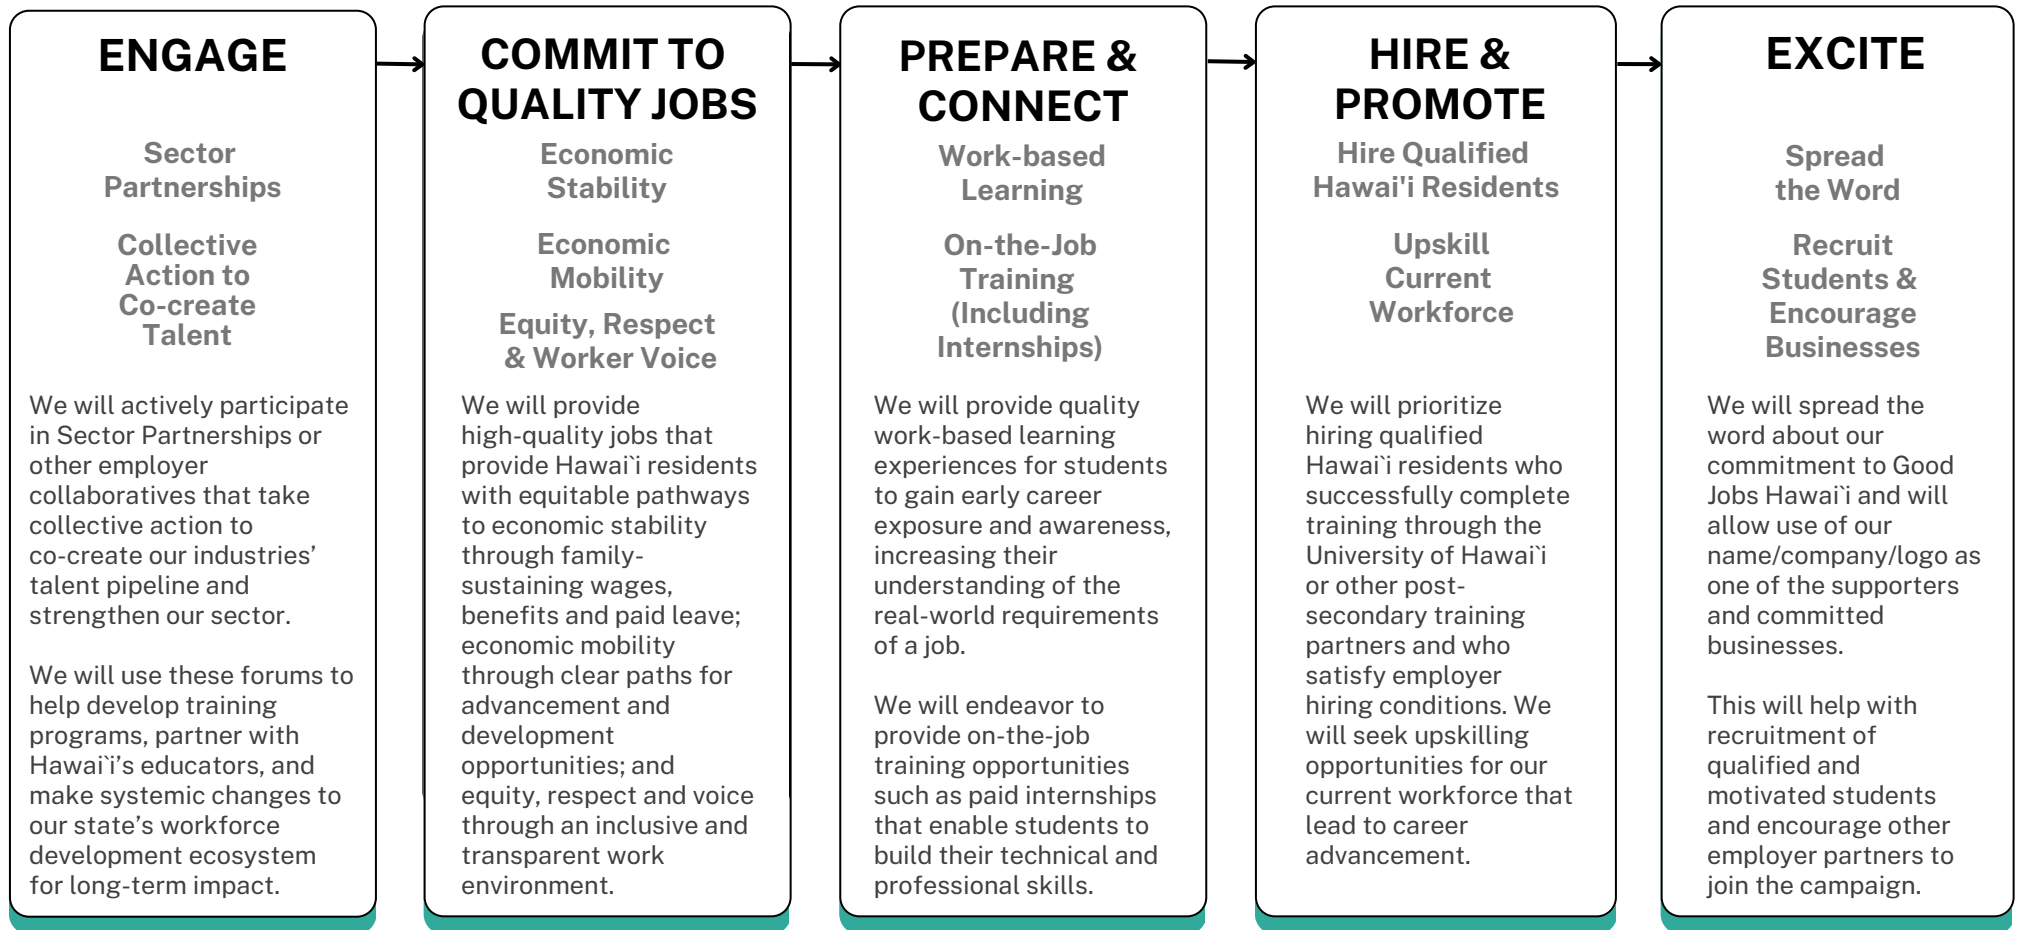 ENGAGE
Sector
Partnerships
Collective
Action to
Co-create
Talent
We will actively participate
in Sector Partnerships or
other employer
collaboratives that take
collective action to
co-create our industries’
talent pipeline and
strengthen our sector.
We will use these forums to
help develop training
programs, partner with
Hawai`i’s educators, and
make systemic changes to
our state’s workforce
development ecosystem
for long-term impact.
COMMIT TO
QUALITY JOBS
Economic
Stability
Economic
Mobility
Equity, Respect
& Worker Voice
We will provide
high-quality jobs that
provide Hawai`i residents
with equitable pathways
to economic stability
through family-
sustaining wages,
benefits and paid leave;
economic mobility
through clear paths for
advancement and
development
opportunities; and
equity, respect and voice
through an inclusive and
transparent work
environment.
PREPARE &
CONNECT
Work-based
Learning
On-the-Job
Training
(Including
Internships)
We will provide quality
work-based learning
experiences for students
to gain early career
exposure and awareness,
increasing their
understanding of the
real-world requirements
of a job.
We will endeavor to
provide on-the-job
training opportunities
such as paid internships
that enable students to
build their technical and
professional skills.
HIRE &
PROMOTE
Hire Qualified
Hawai'i Residents
Upskill
Current
Workforce
We will prioritize
hiring qualified
Hawai`i residents who
successfully complete
training through the
University of Hawai`i
or other post-
secondary training
partners and who
satisfy employer
hiring conditions. We
will seek upskilling
opportunities for our
current workforce that
lead to career
advancement.
EXCITE
Spread
the Word
Recruit
Students &
Encourage
Businesses
We will spread the
word about our
commitment to Good
Jobs Hawai`i and will
allow use of our
name/company/logo as
one of the supporters
and committed
businesses.
This will help with
recruitment of
qualified and
motivated students
and encourage other
employer partners to
join the campaign.